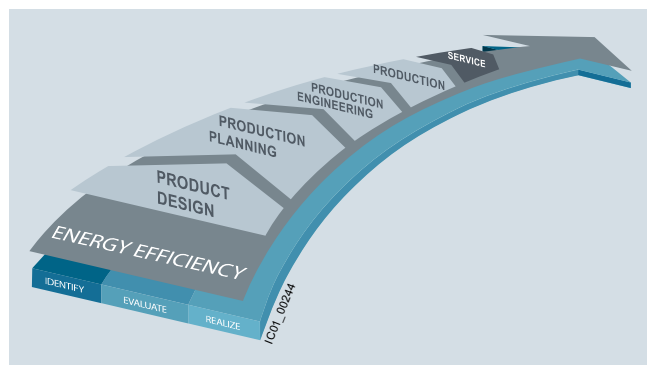 SERVICE
PRODUCTION
PRODUCTION
ENGINEERING
PRODUCTION
PLANNING
PRODUCT
DESIGN
ENERGY EFFICIENCY
IDENTIFY
EVALUATE
REALIZE
IC01_00244